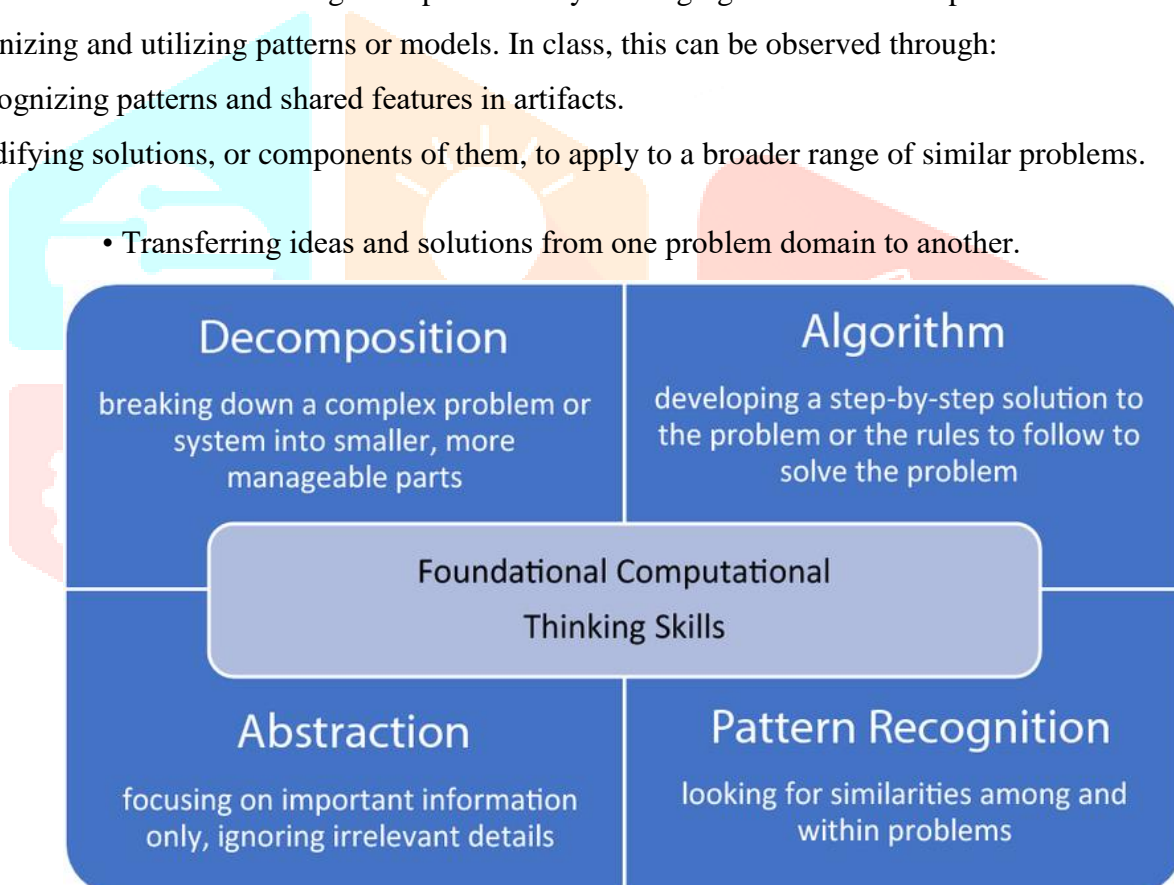 nizing and utilizing patterns or models. In class, this can be observed through:
ognizing patterns and shared features in artifacts.
difying solutions, or components of them, to apply to a broader range of similar problems.
• Transferring ideas and solutions from one problem domain to another.
Decomposition
breaking down a complex problem or
system into smaller, more
manageable parts
Algorithm
developing a step-by-step solution to
the problem or the rules to follow to
solve the problem
Foundational Computational
Thinking Skills
Abstraction
focusing on important information
only, ignoring irrelevant details
Pattern Recognition
looking for similarities among and
within problems